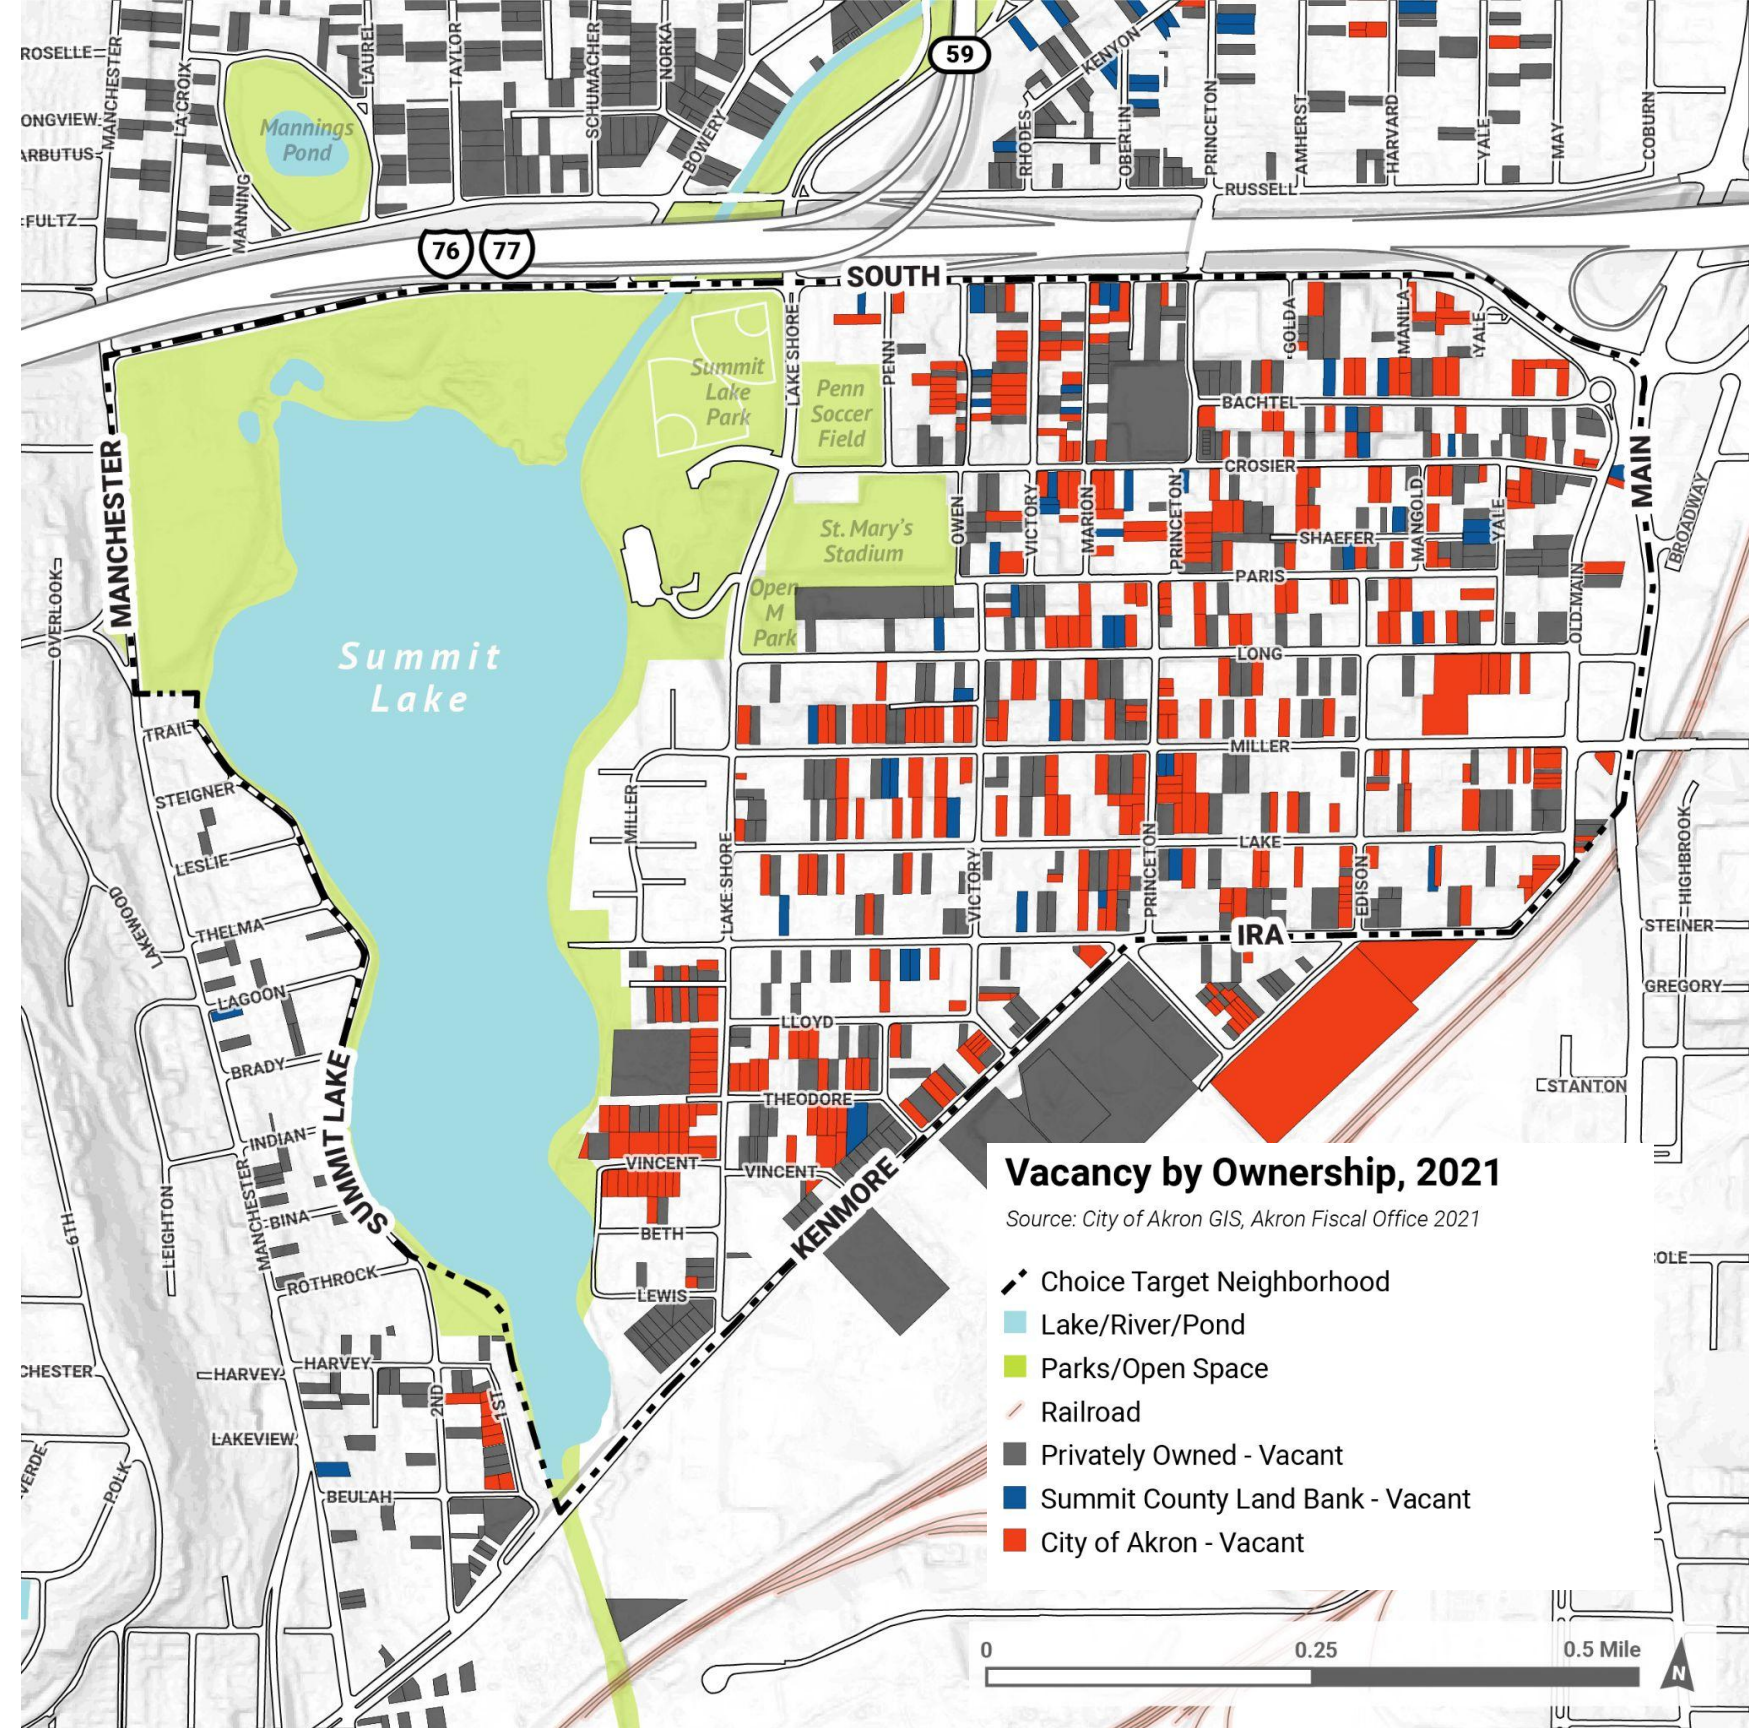 ROSELLE
MANCHESTER
LACROIX
LAUREL
TAYLOR
SCHUMACHER
NORKA
BOWERY
59
KENYON
RHODES
OBERLIN
PRINCETON
AMHERST
HARVARD
YALE
MAY
COBURN
ONGVIEW
ARBUTUS
Mannings
Pond
MANNING
FULTZ
RUSSELL
76
77
SOUTH
LAKESHORE
PENN
GOLDA
MANILA
YALE
Summit
Lake
Park
Penn
Soccer
Field
BACHTEL
CROSIER
MANCHESTER
MAIN
BROADWAY
OWEN
VICTORY
MARION
PRINCETON
MANGOLD
YALE
St. Mary's
Stadium
SHAEFER
PARIS
Open
M
Park
OLD MAIN
OVERLOOK
Summit
Lake
LONG
TRAIL
MILLER
STEIGNER
MILLER
LAKE SHORE
LAKE
PRINCETON
VICTORY
EDISON
HIGHBROOK
LESLIE
LAKEWOOD
THELMA
IRA
STEINER
LAGOON
GREGORY
LLOYD
BRADY
SUMMIT LAKE
THEODORE
STANTON
INDIAN
VINCENT
VINCENT
KENMORE
MANCHESTER
LEIGHTON
6TH
BINA
BETH
ROTHROCK
LEWIS
OLE
CHESTER
HARVEY
HARVEY
2ND
1ST
LAKEVIEW
VERDE
POLK
BEULAH
Vacancy by Ownership, 2021
Source: City of Akron GIS, Akron Fiscal Office 2021
Choice Target Neighborhood
Lake/River/Pond
Parks/Open Space
Railroad
Privately Owned - Vacant
Summit County Land Bank - Vacant
City of Akron - Vacant
0 0.25 0.5 Mile
N